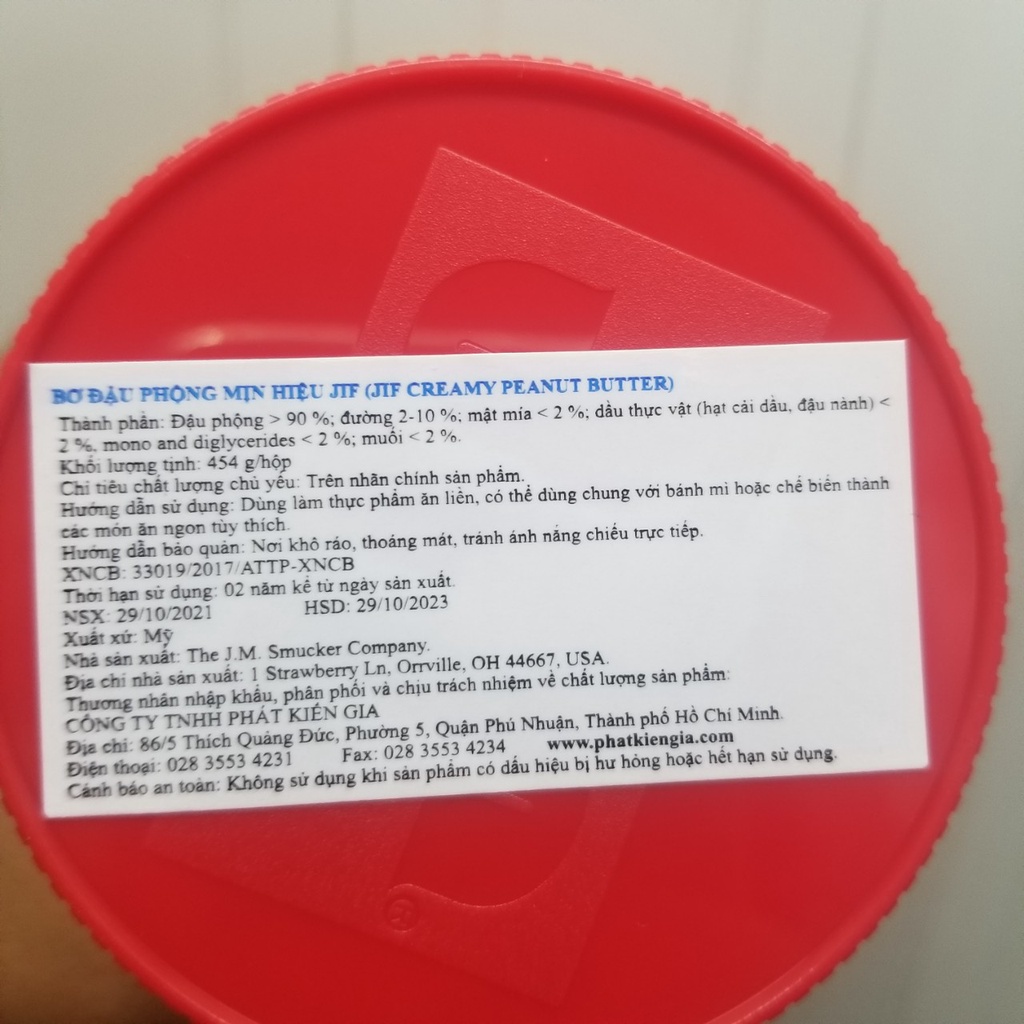 BƠ ĐẬU PHỘNG MỊN HIỆU JIF (JIF CREAMY PEANUT BUTTER)
Thành phần: Đậu phộng > 90 %; đường 2-10 %; mật mía < 2 %; dầu thực vật (hạt cải dầu, đậu nành) <
2 %, mono and diglycerides < 2 %; muối < 2 %.
Khối lượng tịnh: 454 g/hộp
Chỉ tiêu chất lượng chủ yếu: Trên nhãn chính sản phẩm.
Hướng dẫn sử dụng: Dùng làm thực phẩm ăn liền, có thể dùng chung với bánh mì hoặc chế biến thành
các món ăn ngon tùy thích.
Hướng dẫn bảo quản: Nơi khô ráo, thoáng mát, tránh ánh nắng chiếu trực tiếp.
XNCB: 33019/2017/ATTP-XNCB
Thời hạn sử dụng: 02 năm kể từ ngày sản xuất.
NSX: 29/10/2021 HSD: 29/10/2023
Xuất xứ: Mỹ
Nhà sản xuất: The J.M. Smucker Company.
Địa chỉ nhà sản xuất: 1 Strawberry Ln, Orrville, OH 44667, USA.
Thương nhân nhập khẩu, phân phối và chịu trách nhiệm về chất lượng sản phẩm:
CÔNG TY TNHH PHÁT KIẾN GIA
Địa chỉ: 86/5 Thích Quảng Đức, Phường 5, Quận Phú Nhuận, Thành phố Hồ Chí Minh.
Điện thoại: 028 3553 4231 Fax: 028 3553 4234 www.phatkiengia.com
Cảnh báo an toàn: Không sử dụng khi sản phẩm có dấu hiệu bị hư hỏng hoặc hết hạn sử dụng.
®